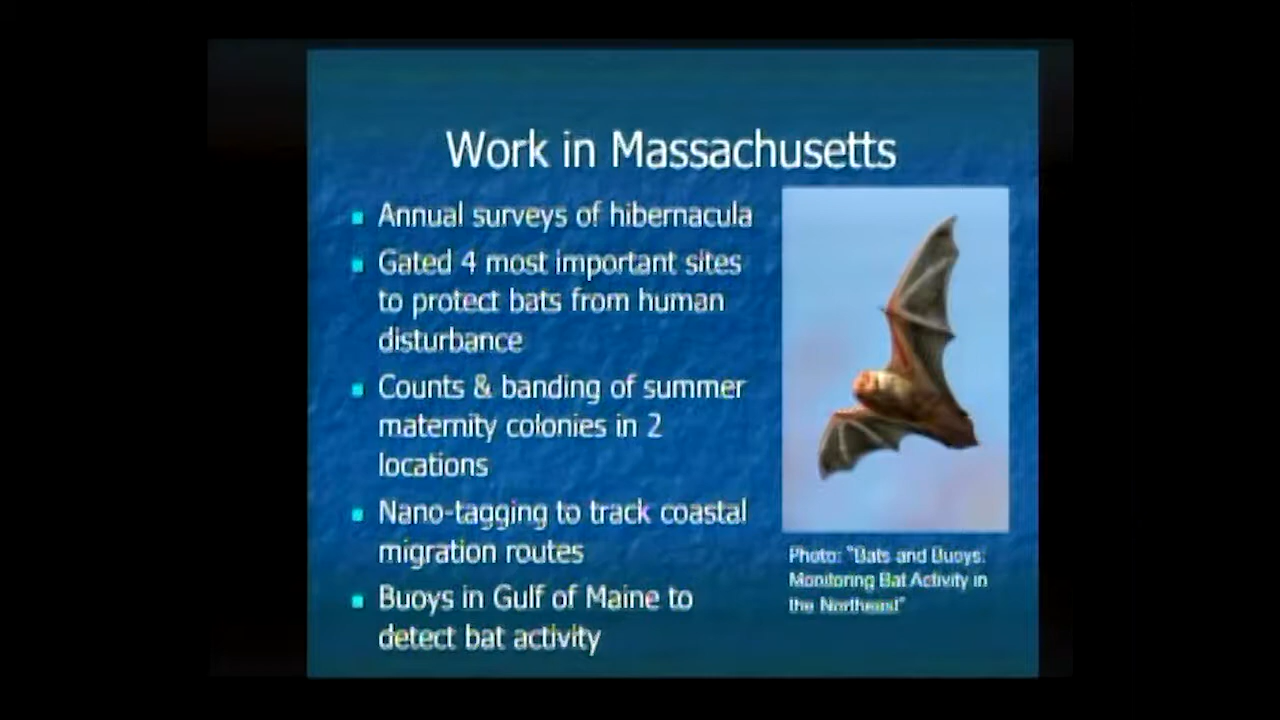 Work in Massachusetts
Annual surveys of hibernacula
Gated 4 most important sites
to protect bats from human
disturbance
Counts & banding of summer
maternity colonies in 2
locations
Nano-tagging to track coastal
migration routes
Buoys in Gulf of Maine to
detect bat activity
Photo: "Bats and Buoys:
Monitoring Bat Activity in
the Northeast"